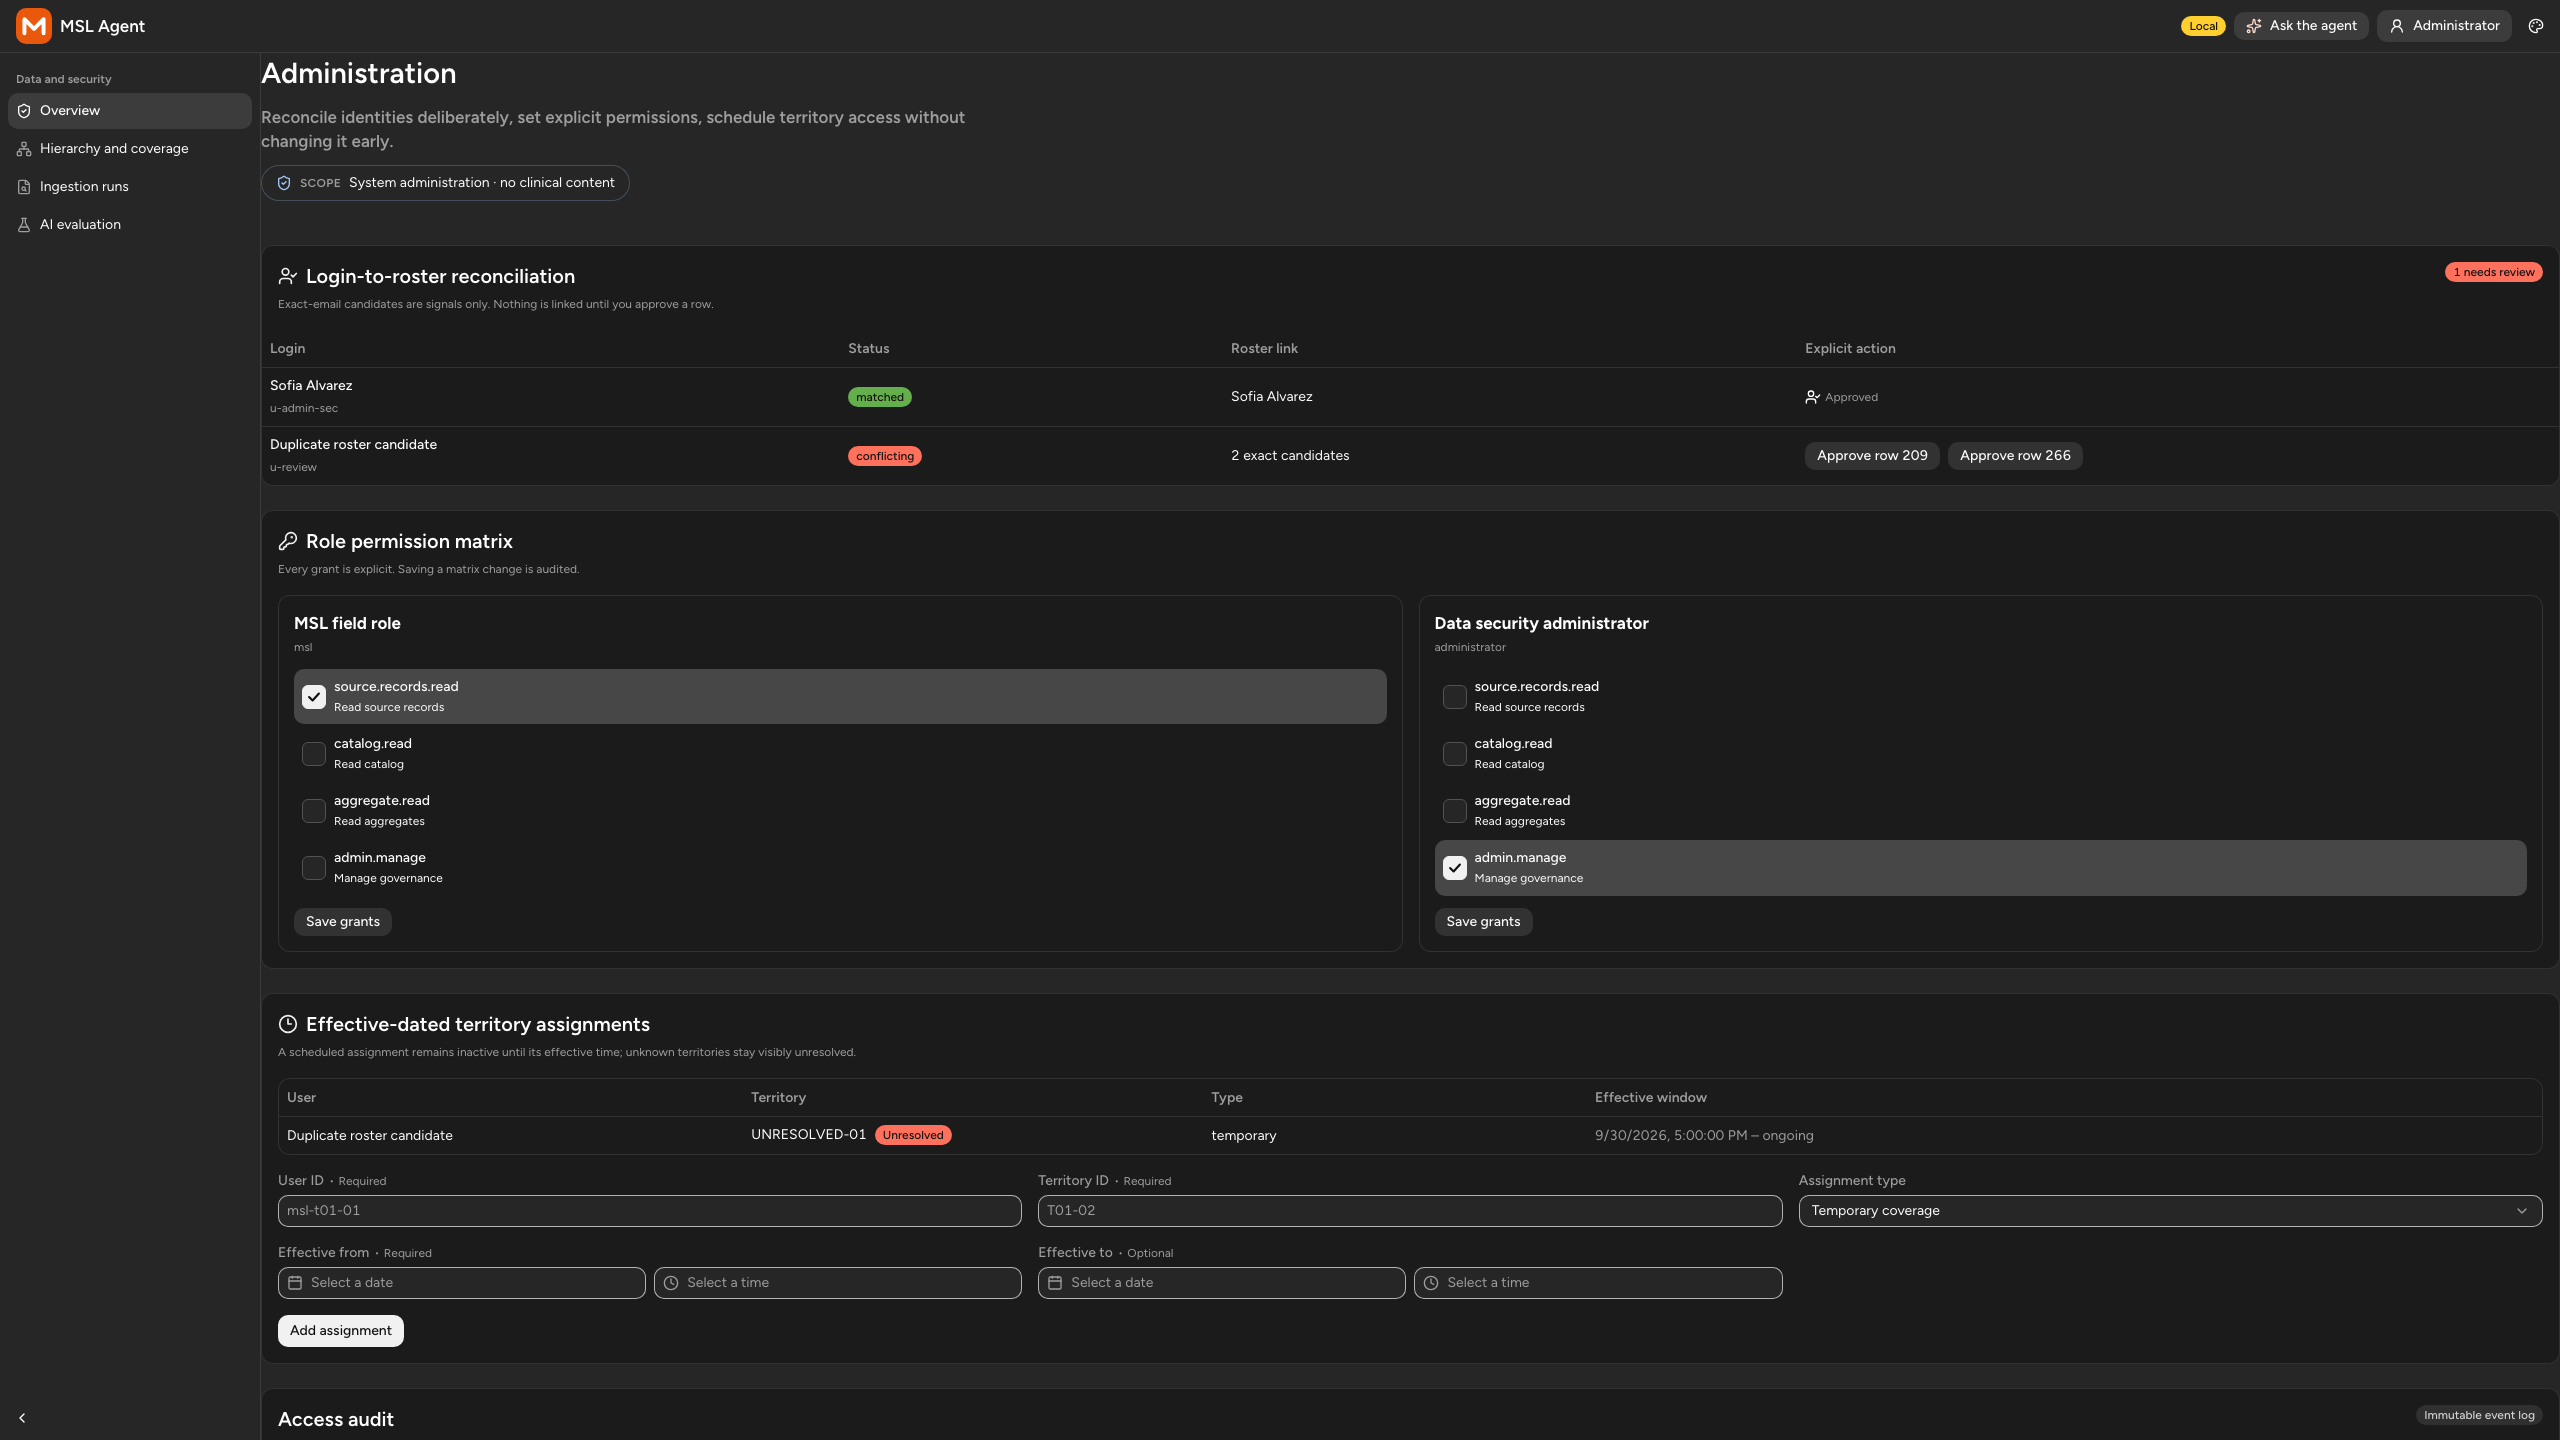 MSL Agent
Local
Ask the agent
Administrator
Data and security
Overview
Hierarchy and coverage
Ingestion runs
AI evaluation
Administration
Reconcile identities deliberately, set explicit permissions, schedule territory access without
changing it early.
SCOPE System administration · no clinical content
Login-to-roster reconciliation
1 needs review
Exact-email candidates are signals only. Nothing is linked until you approve a row.
Login Status Roster link Explicit action
Sofia Alvarez
u-admin-sec
matched
Sofia Alvarez
Approved
Duplicate roster candidate
u-review
conflicting
2 exact candidates
Approve row 209 Approve row 266
Role permission matrix
Every grant is explicit. Saving a matrix change is audited.
MSL field role
msl
source.records.read
Read source records
catalog.read
Read catalog
aggregate.read
Read aggregates
admin.manage
Manage governance
Save grants
Data security administrator
administrator
source.records.read
Read source records
catalog.read
Read catalog
aggregate.read
Read aggregates
admin.manage
Manage governance
Save grants
Effective-dated territory assignments
A scheduled assignment remains inactive until its effective time; unknown territories stay visibly unresolved.
User Territory Type Effective window
Duplicate roster candidate UNRESOLVED-01 Unresolved temporary 9/30/2026, 5:00:00 PM – ongoing
User ID · Required
msl-t01-01
Territory ID · Required
T01-02
Assignment type
Temporary coverage
Effective from · Required
Select a date Select a time
Effective to · Optional
Select a date Select a time
Add assignment
Access audit
Immutable event log